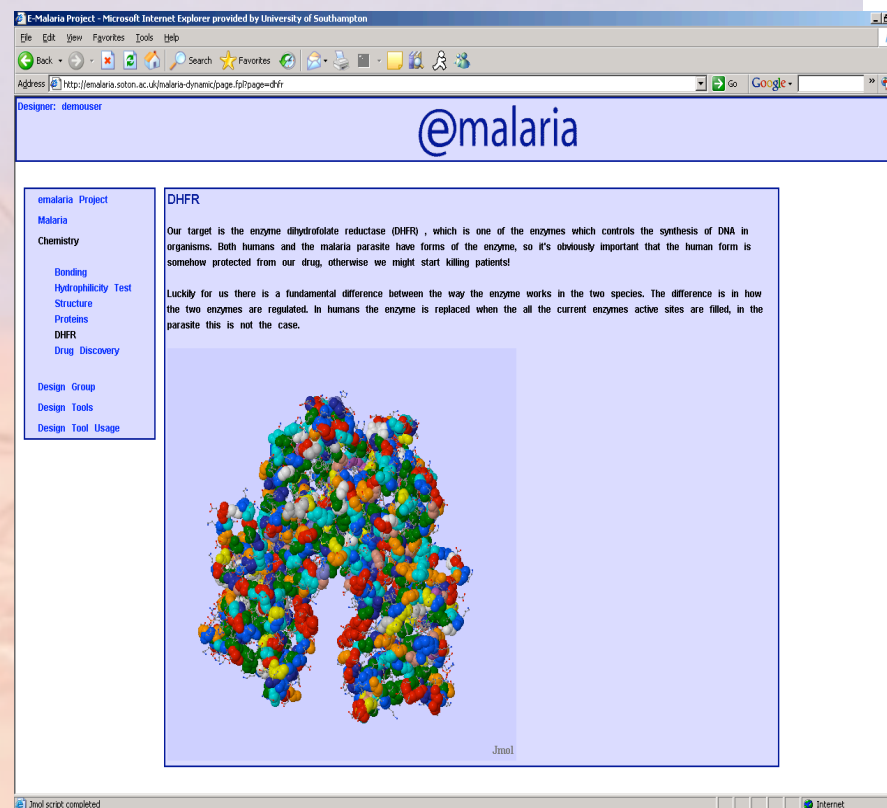 E-Malaria Project - Microsoft Internet Explorer provided by University of Southampton
File Edit View Favorites Tools Help
Back Search Favorites
Address http://emalaria.soton.ac.uk/malaria-dynamic/page.fpl?page=dhfr Go Google »
Designer: demouser
@malaria
emalaria Project
Malaria
Chemistry
Bonding
Hydrophilicity Test
Structure
Proteins
DHFR
Drug Discovery
Design Group
Design Tools
Design Tool Usage
DHFR
Our target is the enzyme dihydrofolate reductase (DHFR) , which is one of the enzymes which controls the synthesis of DNA in
organisms. Both humans and the malaria parasite have forms of the enzyme, so it's obviously important that the human form is
somehow protected from our drug, otherwise we might start killing patients!
Luckily for us there is a fundamental difference between the way the enzyme works in the two species. The difference is in how
the two enzymes are regulated. In humans the enzyme is replaced when the all the current enzymes active sites are filled, in the
parasite this is not the case.
Jmol
Jmol script completed
Internet